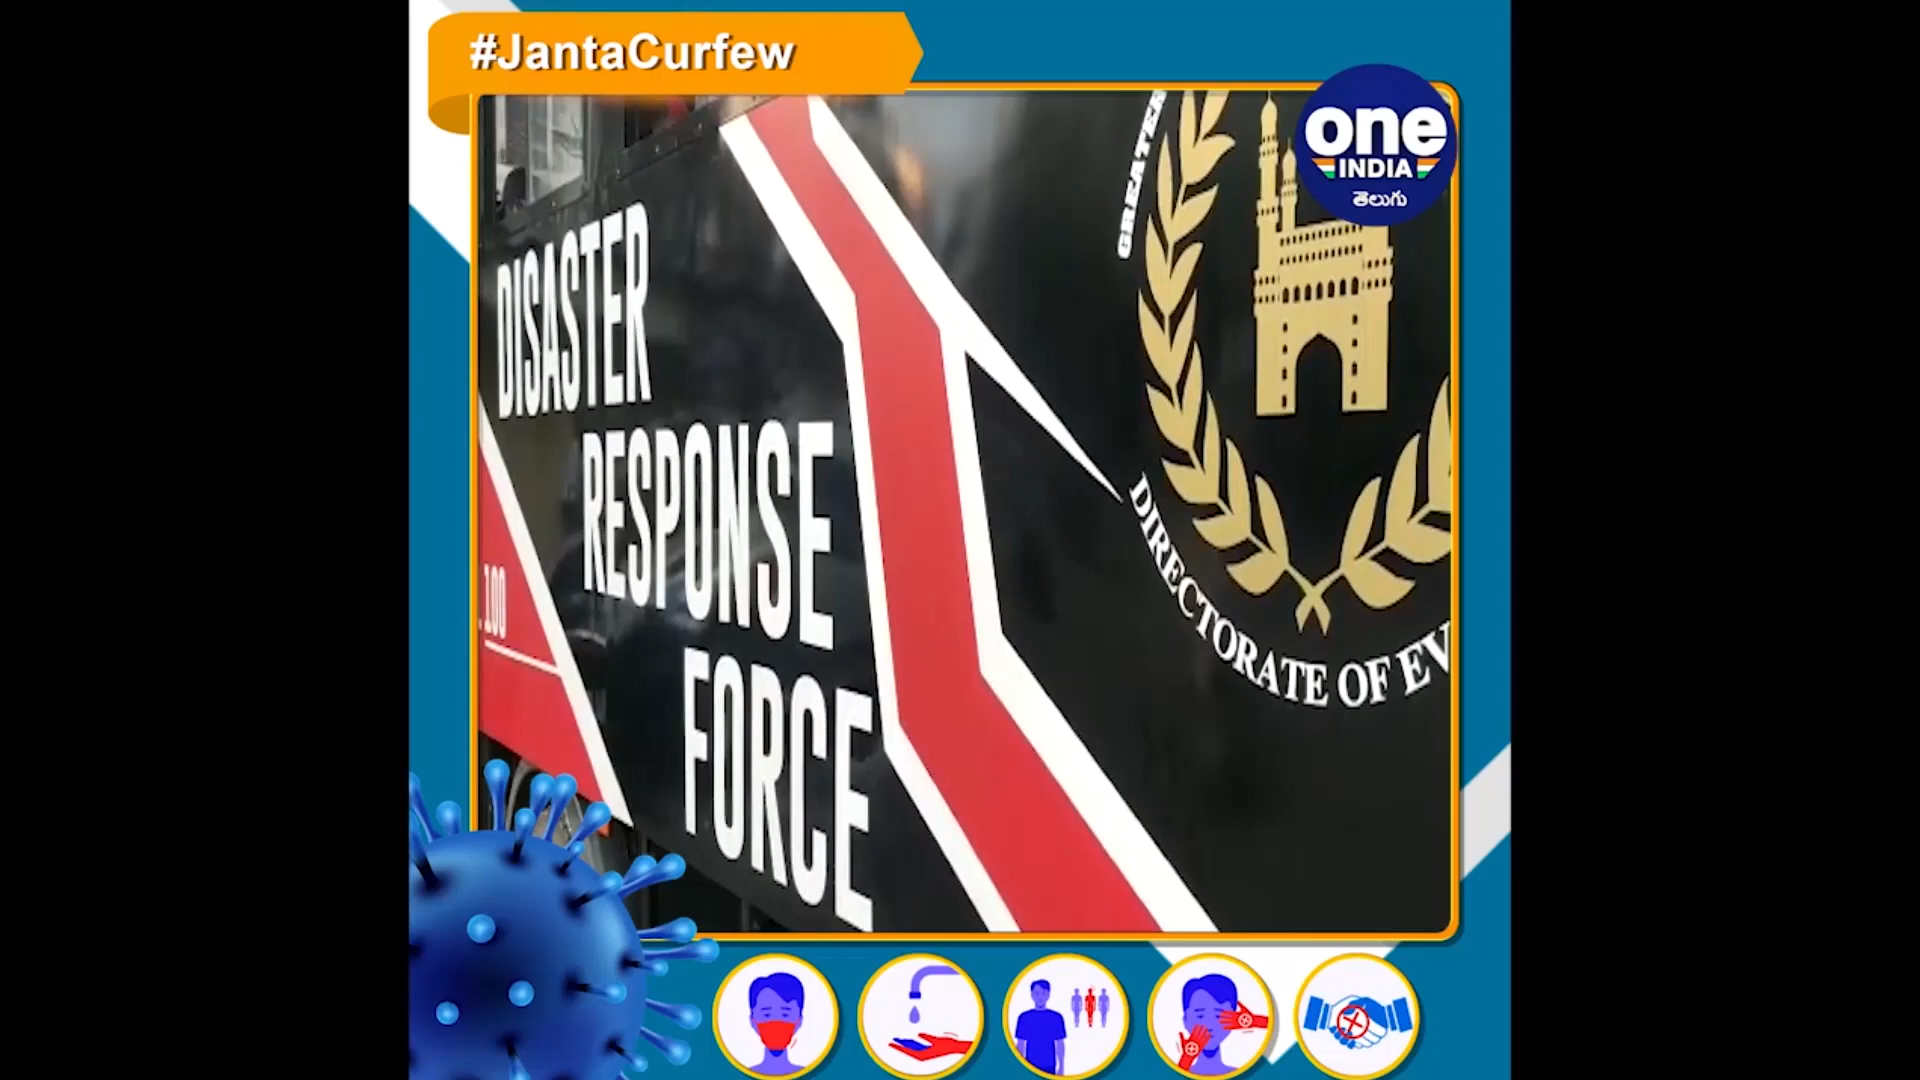 #JantaCurfew
one
INDIA
తెలుగు
GREATER
DISASTER
RESPONSE
FORCE
100
DIRECTORATE OF EV